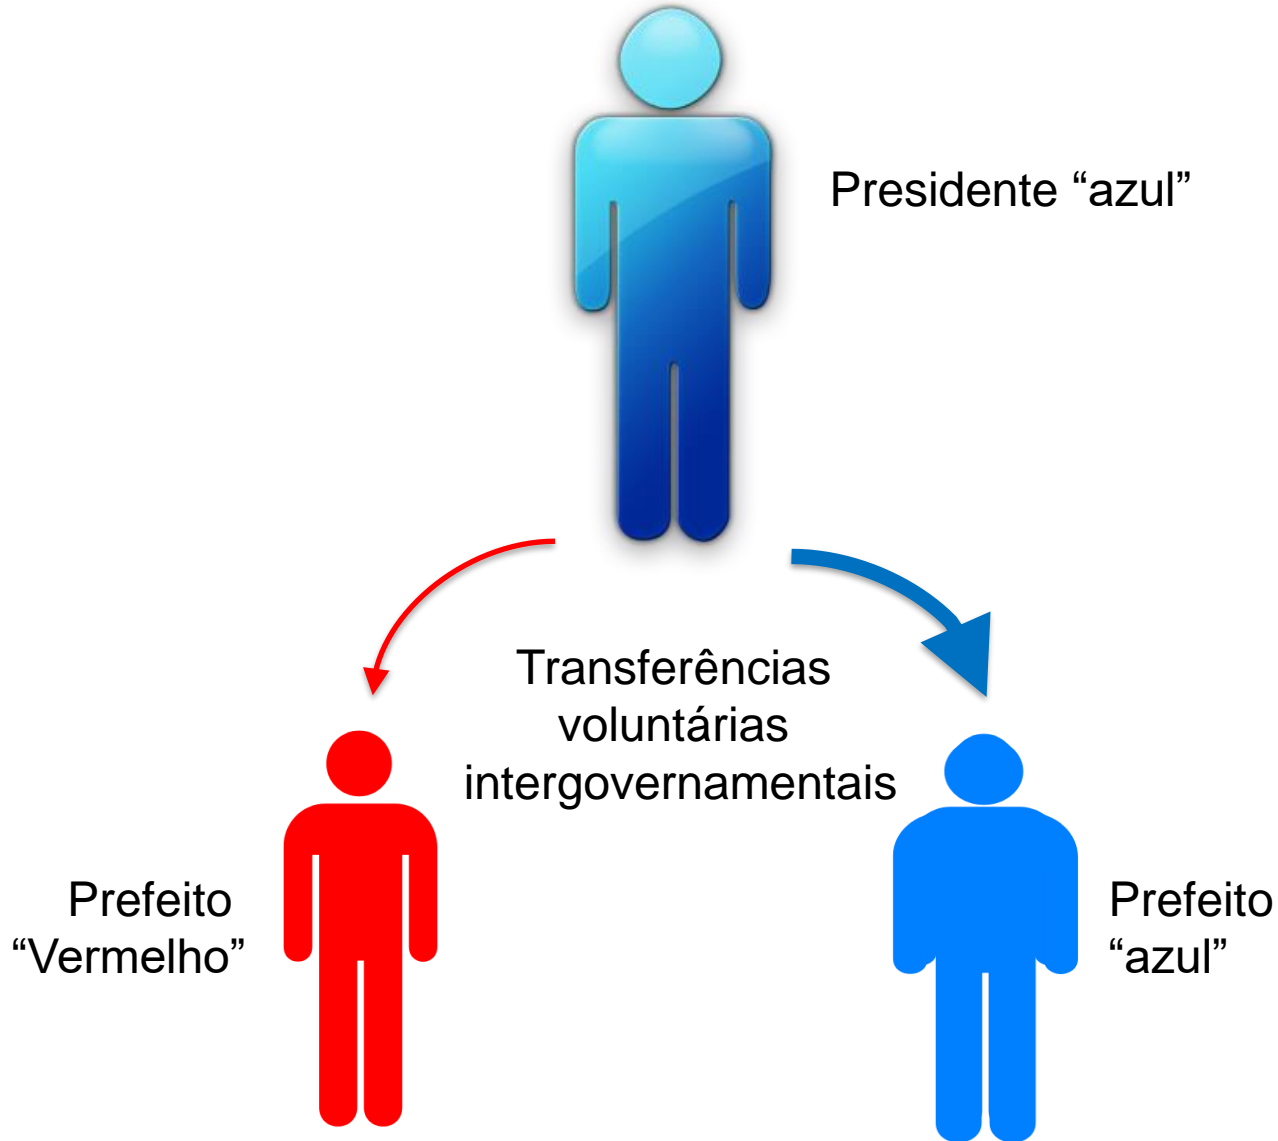 Presidente “azul”
Transferências
voluntárias
intergovernamentais
Prefeito
“Vermelho”
Prefeito
“azul”